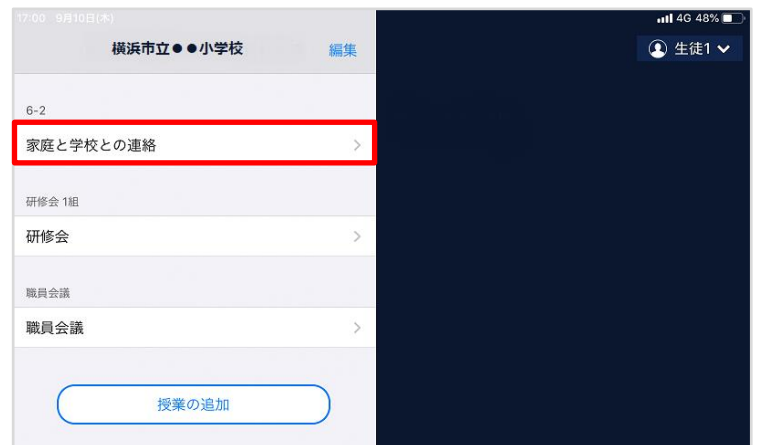 17:00 9月10日(木)
4G 48%
横浜市立●●小学校
編集
生徒1
6-2
家庭と学校との連絡
研修会 1組
研修会
職員会議
職員会議
授業の追加